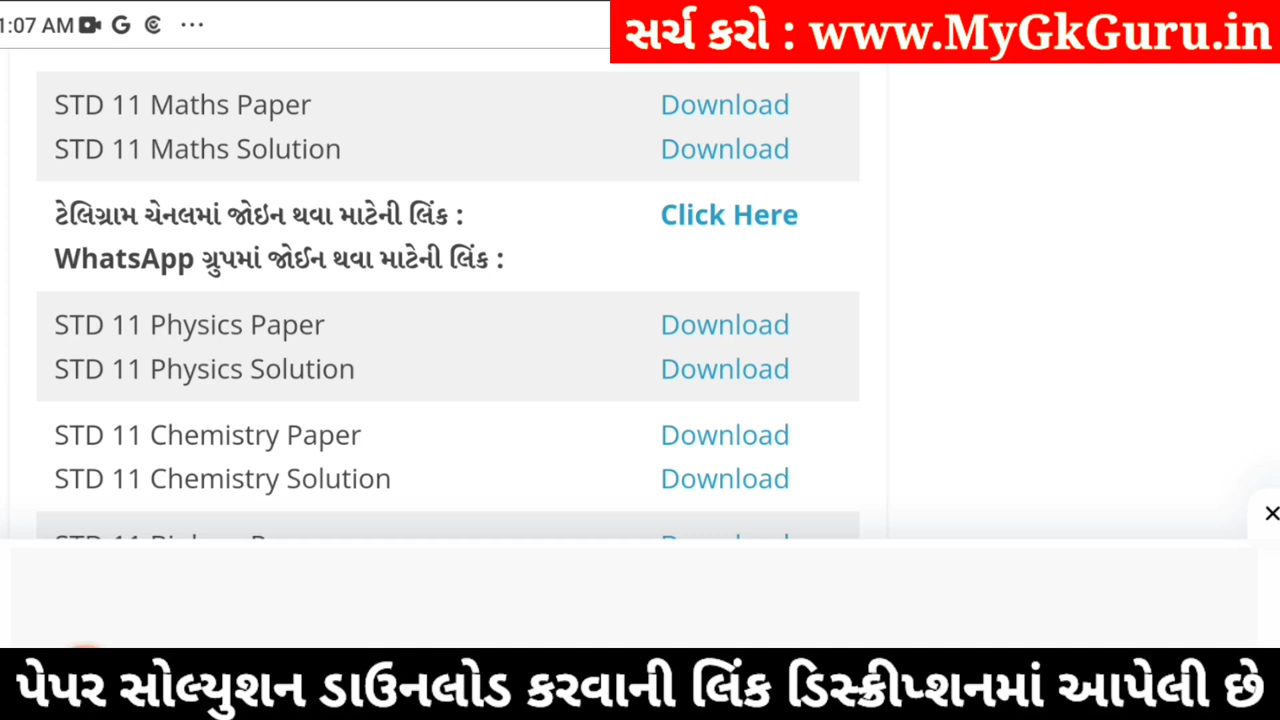 1:07 AM G ...
સર્ચ કરો : www.MyGkGuru.in
STD 11 Maths Paper Download
STD 11 Maths Solution Download
ટેલિગ્રામ ચેનલમાં જોઇન થવા માટેની લિંક : Click Here
WhatsApp ગ્રુપમાં જોઈન થવા માટેની લિંક :
STD 11 Physics Paper Download
STD 11 Physics Solution Download
STD 11 Chemistry Paper Download
STD 11 Chemistry Solution Download
પેપર સોલ્યુશન ડાઉનલોડ કરવાની લિંક ડિસ્ક્રીપ્શનમાં આપેલી છે